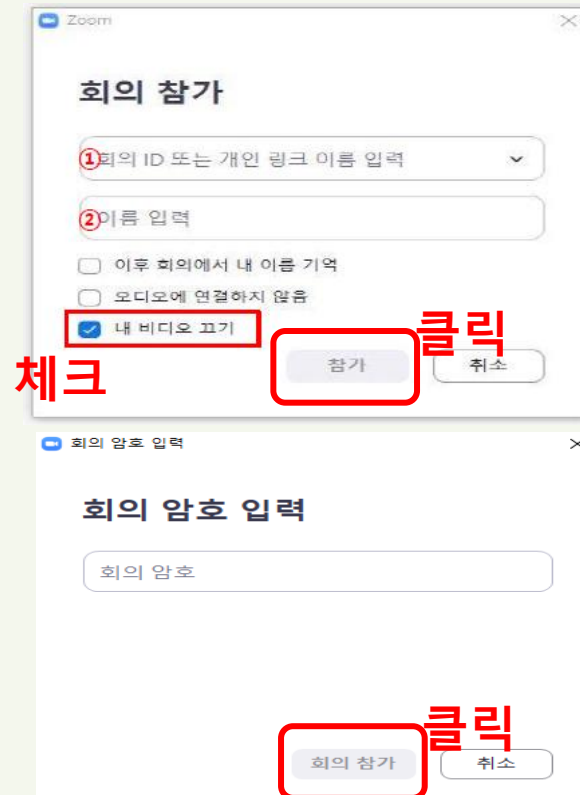 Zoom
회의 참가
①회의 ID 또는 개인 링크 이름 입력
②이름 입력
이후 회의에서 내 이름 기억
오디오에 연결하지 않음
내 비디오 끄기
체크
클릭
참가
취소
회의 암호 입력
회의 암호 입력
회의 암호
클릭
회의 참가
취소